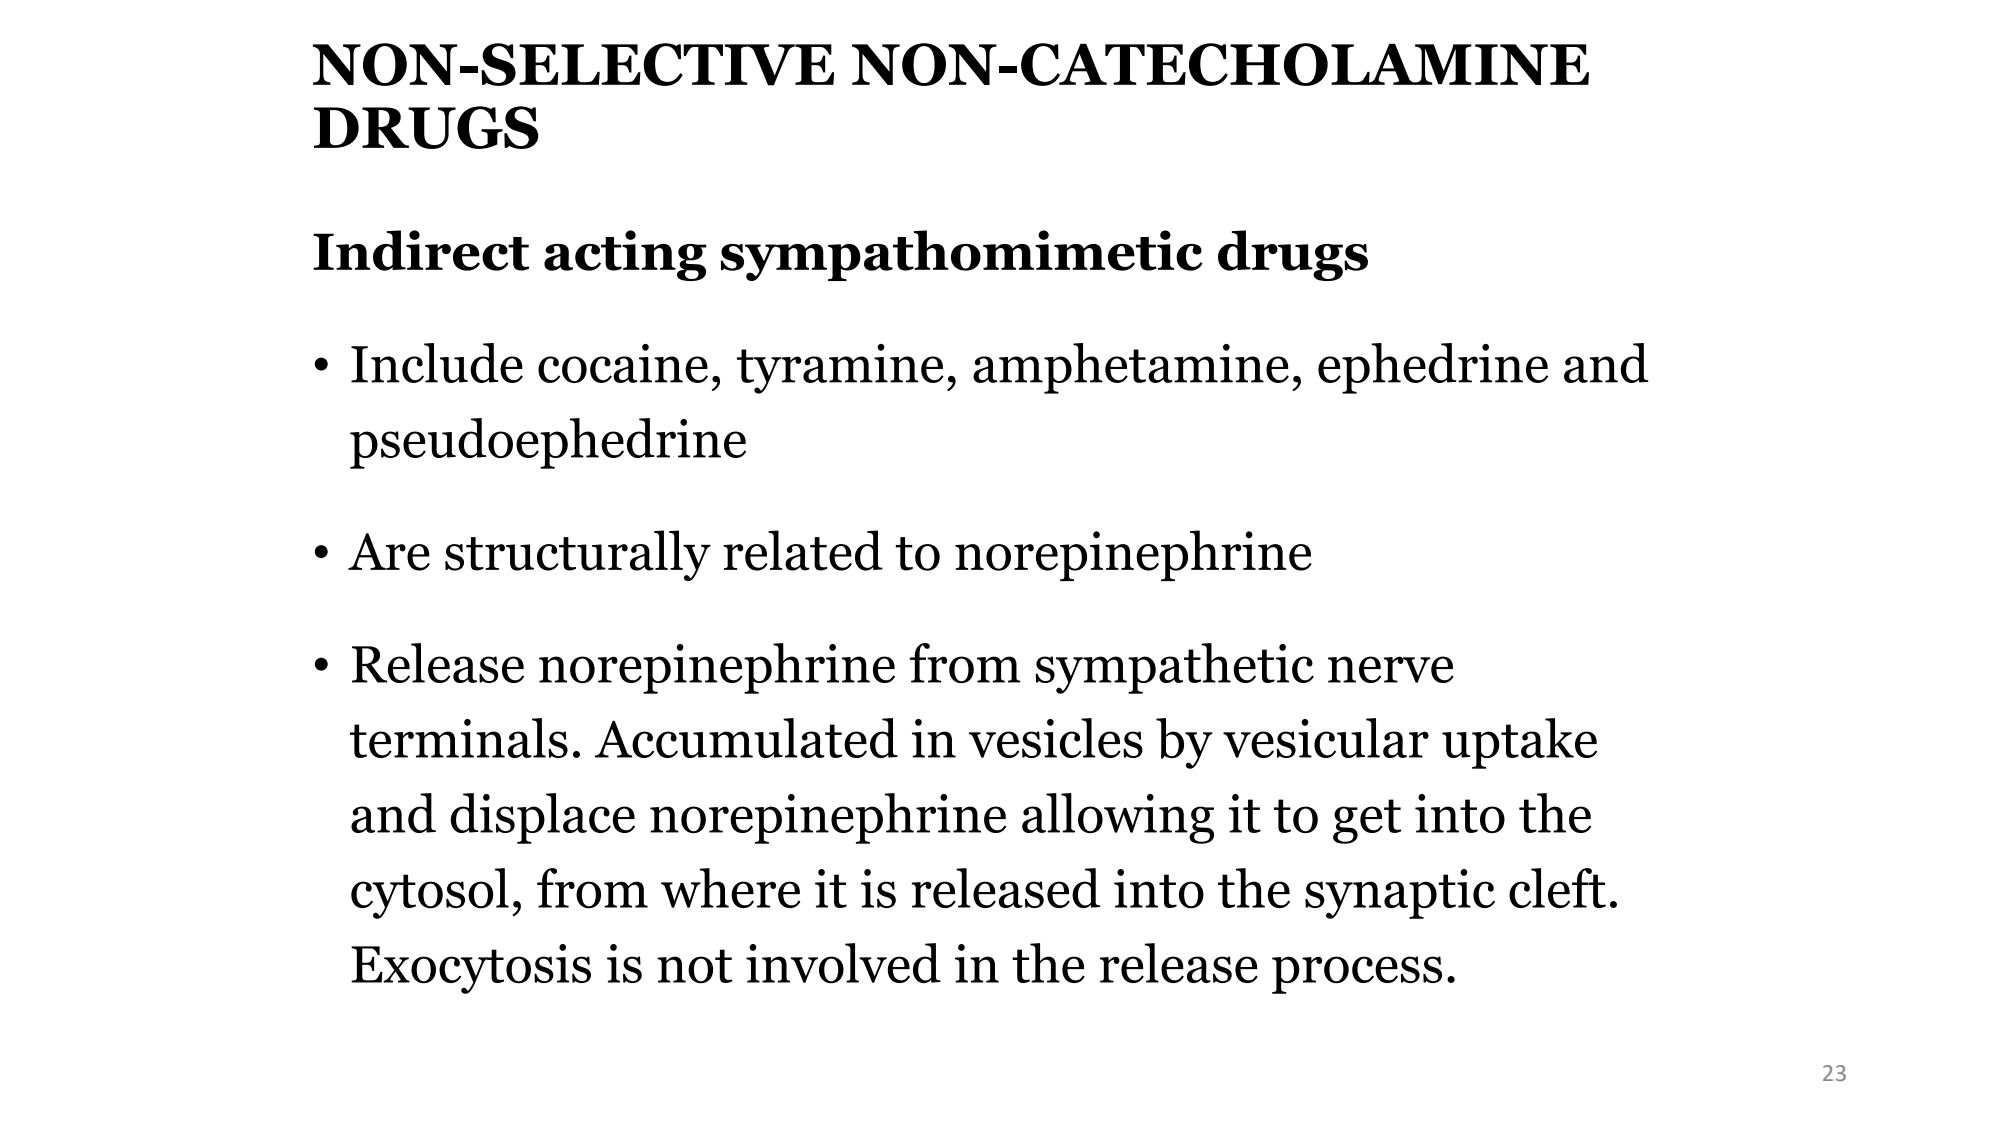 NON-SELECTIVE NON-CATECHOLAMINE
DRUGS
Indirect acting sympathomimetic drugs
• Include cocaine, tyramine, amphetamine, ephedrine and
pseudoephedrine
• Are structurally related to norepinephrine
• Release norepinephrine from sympathetic nerve
terminals. Accumulated in vesicles by vesicular uptake
and displace norepinephrine allowing it to get into the
cytosol, from where it is released into the synaptic cleft.
Exocytosis is not involved in the release process.
23